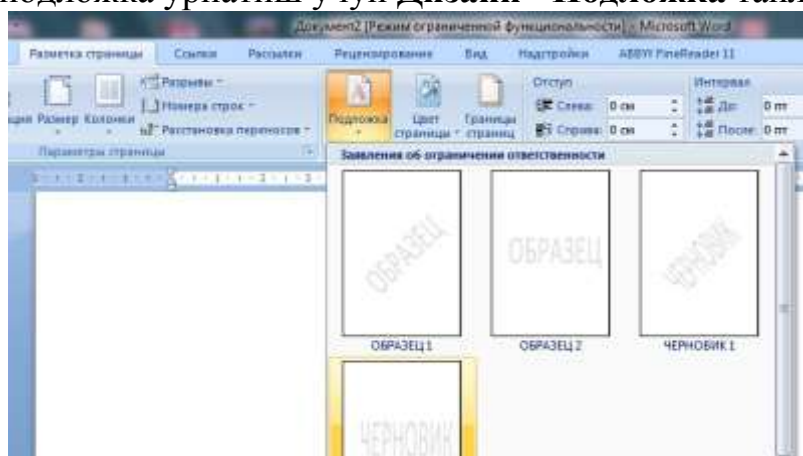 подложка урнатиш учун Дизайн - Подложка
Документ2 [Режим ограниченной функциональности] - Microsoft Word
Разметка страницы Ссылки Рассылки Рецензирование Вид Надстройки ABBYY FineReader 11
Разрывы Отступ Интервал
Номера строк Слева: 0 см До: 0 пт
Размер Колонки Расстановка переносов Подложка Цвет страницы Границы страниц Справа: 0 см После: 0 пт
Параметры страницы
Заявления об ограничении ответственности
ОБРАЗЕЦ ОБРАЗЕЦ ЧЕРНОВИК
ОБРАЗЕЦ 1 ОБРАЗЕЦ 2 ЧЕРНОВИК 1
ЧЕРНОВИК